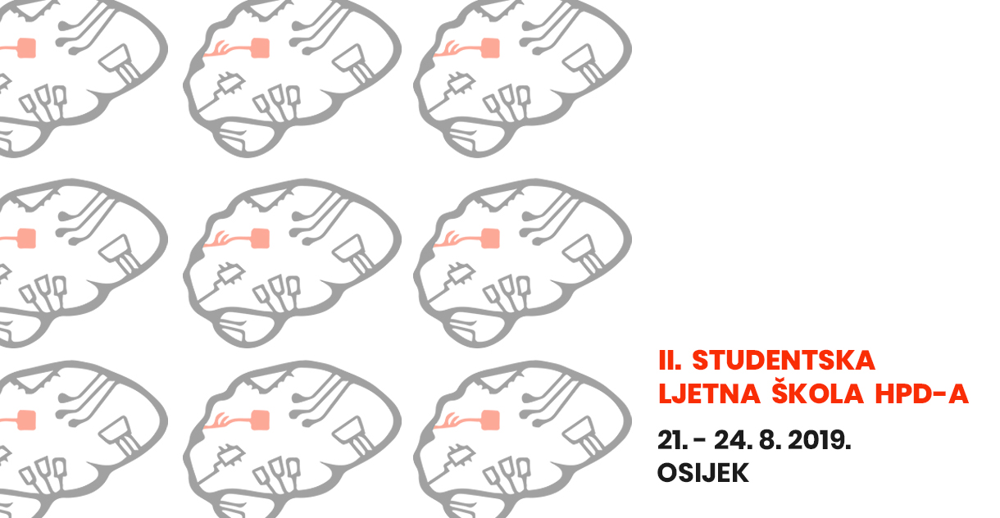 II. STUDENTSKA
LJETNA ŠKOLA HPD-A
21. - 24. 8. 2019.
OSIJEK